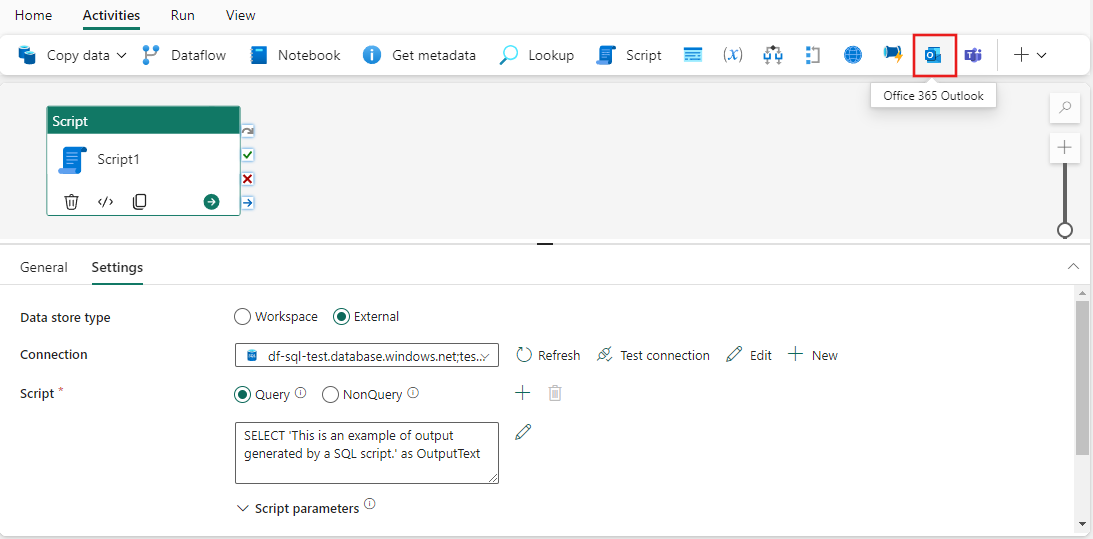 Home Activities Run View
Copy data Dataflow Notebook Get metadata Lookup Script (x)
Office 365 Outlook
Script
Script1
General Settings
Data store type Workspace External
Connection df-sql-test.database.windows.net;tes... Refresh Test connection Edit New
Script * Query NonQuery
SELECT 'This is an example of output
generated by a SQL script.' as OutputText
Script parameters